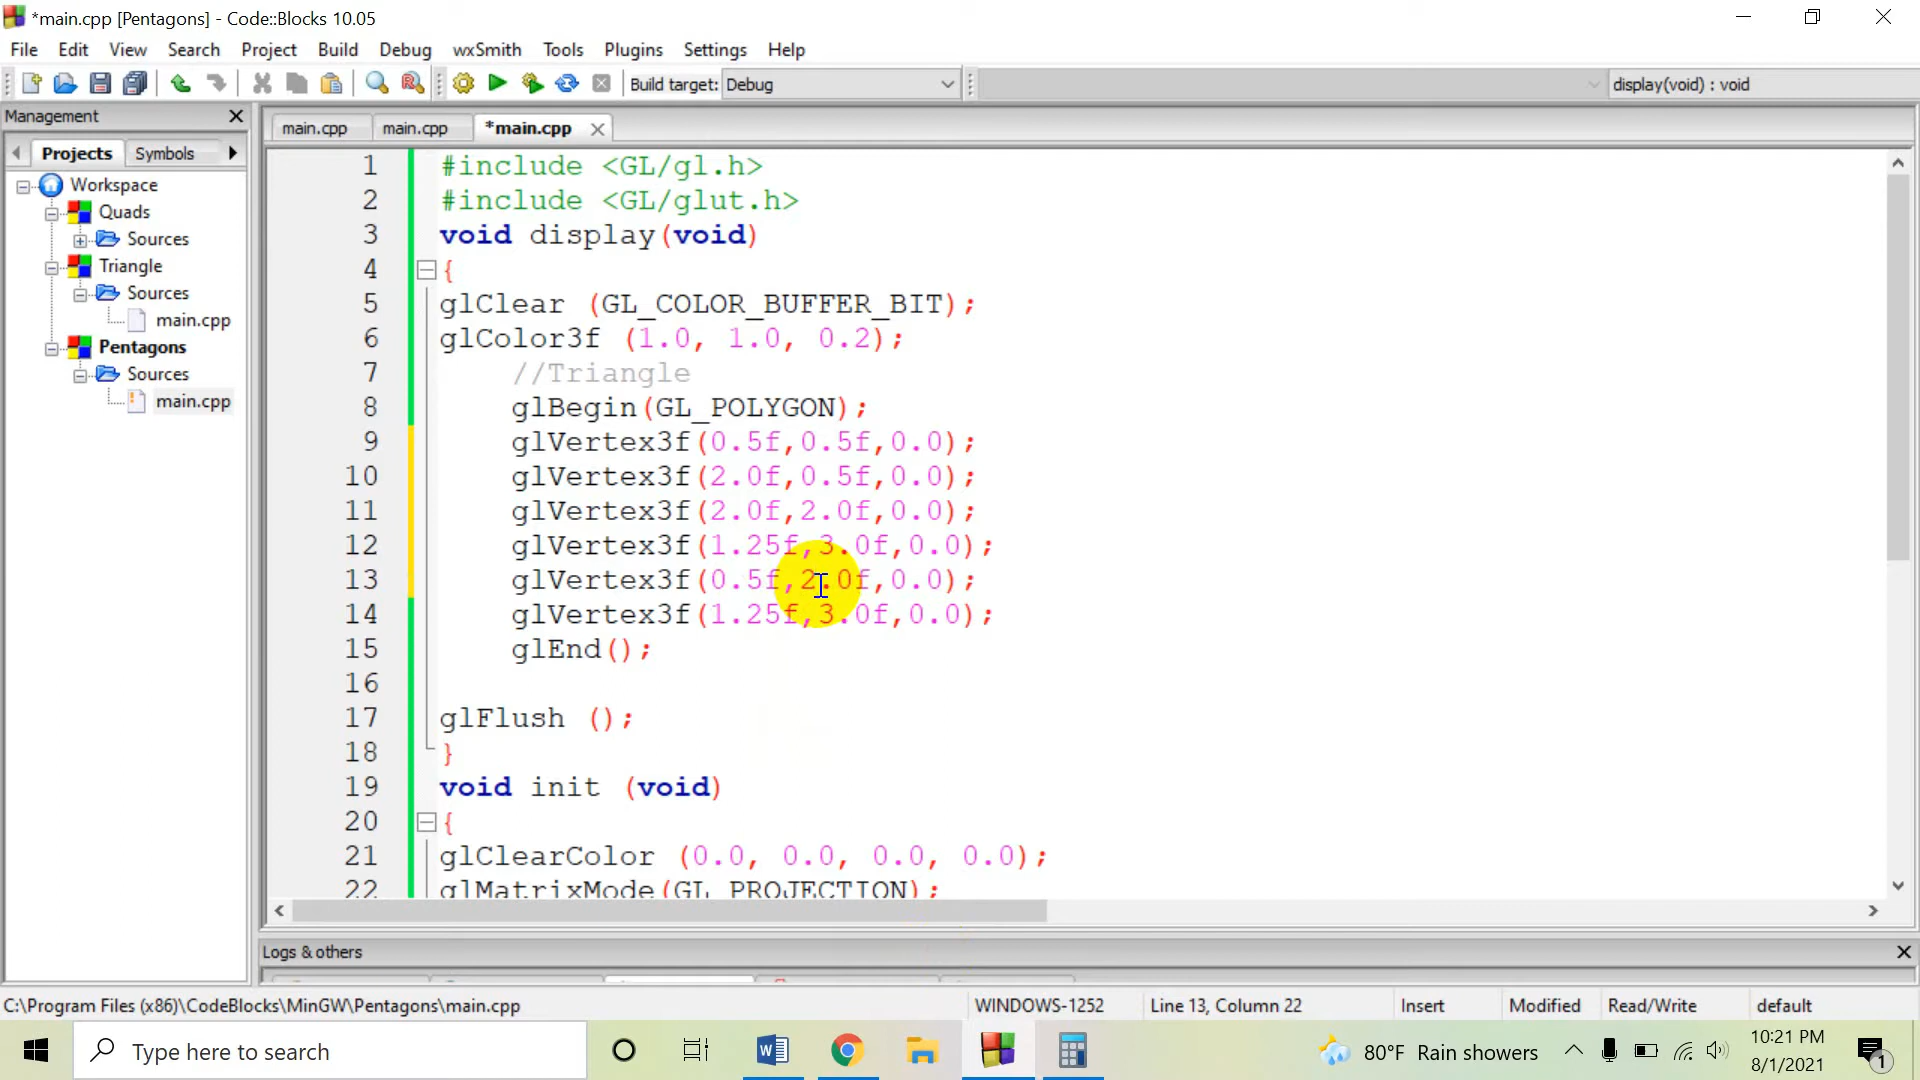 *main.cpp [Pentagons] - Code::Blocks 10.05
File Edit View Search Project Build Debug wxSmith Tools Plugins Settings Help
Build target: Debug display(void) : void
Management
main.cpp main.cpp *main.cpp
Projects Symbols
Workspace
Quads
Sources
Triangle
Sources
main.cpp
Pentagons
Sources
main.cpp
1 #include <GL/gl.h>
2 #include <GL/glut.h>
3 void display(void)
4 {
5 glClear (GL_COLOR_BUFFER_BIT);
6 glColor3f (1.0, 1.0, 0.2);
7 //Triangle
8 glBegin(GL_POLYGON);
9 glVertex3f(0.5f,0.5f,0.0);
10 glVertex3f(2.0f,0.5f,0.0);
11 glVertex3f(2.0f,2.0f,0.0);
12 glVertex3f(1.25f,3.0f,0.0);
13 glVertex3f(0.5f,2.0f,0.0);
14 glVertex3f(1.25f,3.0f,0.0);
15 glEnd();
16
17 glFlush ();
18 }
19 void init (void)
20 {
21 glClearColor (0.0, 0.0, 0.0, 0.0);
22 glMatrixMode(GL_PROJECTION);
Logs & others
C:\Program Files (x86)\CodeBlocks\MinGW\Pentagons\main.cpp WINDOWS-1252 Line 13, Column 22 Insert Modified Read/Write default
Type here to search 80°F Rain showers 10:21 PM
8/1/2021
1